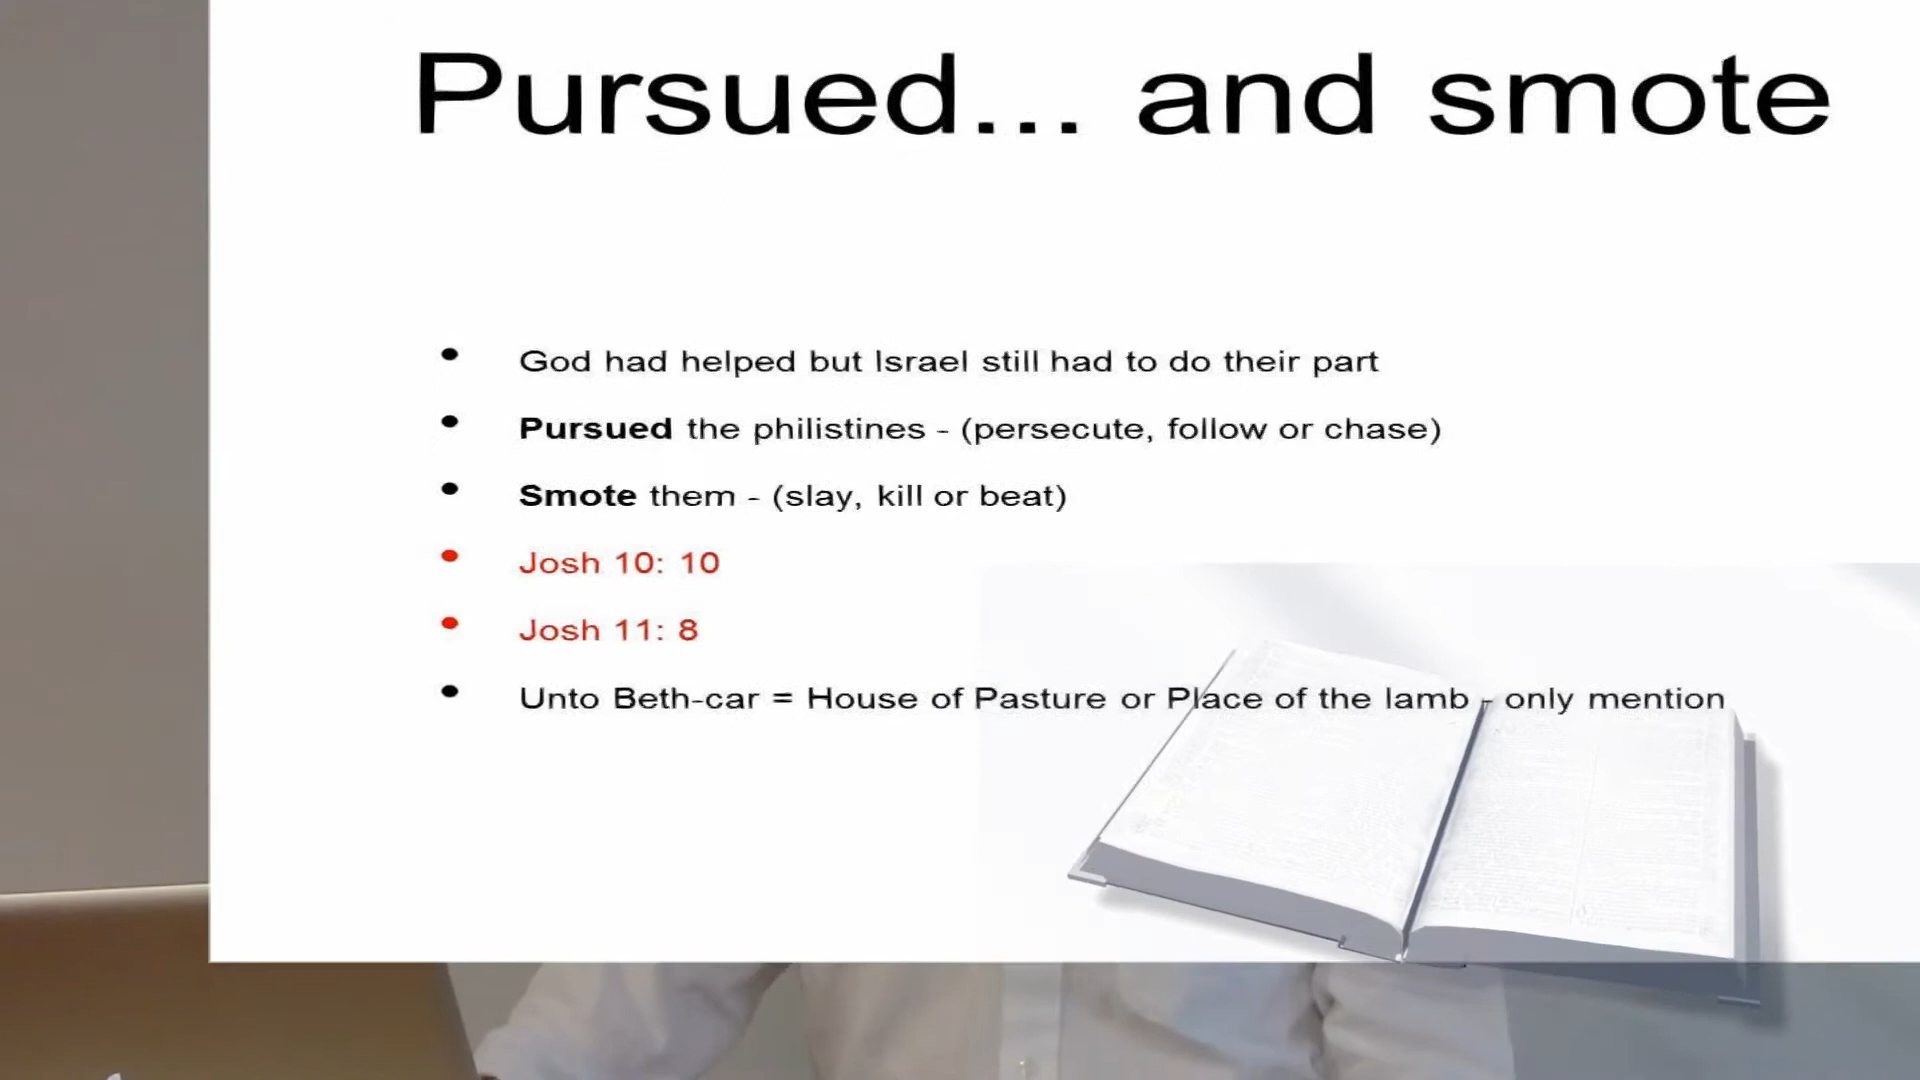 Pursued... and smote
• God had helped but Israel still had to do their part
• Pursued the philistines - (persecute, follow or chase)
• Smote them - (slay, kill or beat)
• Josh 10: 10
• Josh 11: 8
• Unto Beth-car = House of Pasture or Place of the lamb - only mention